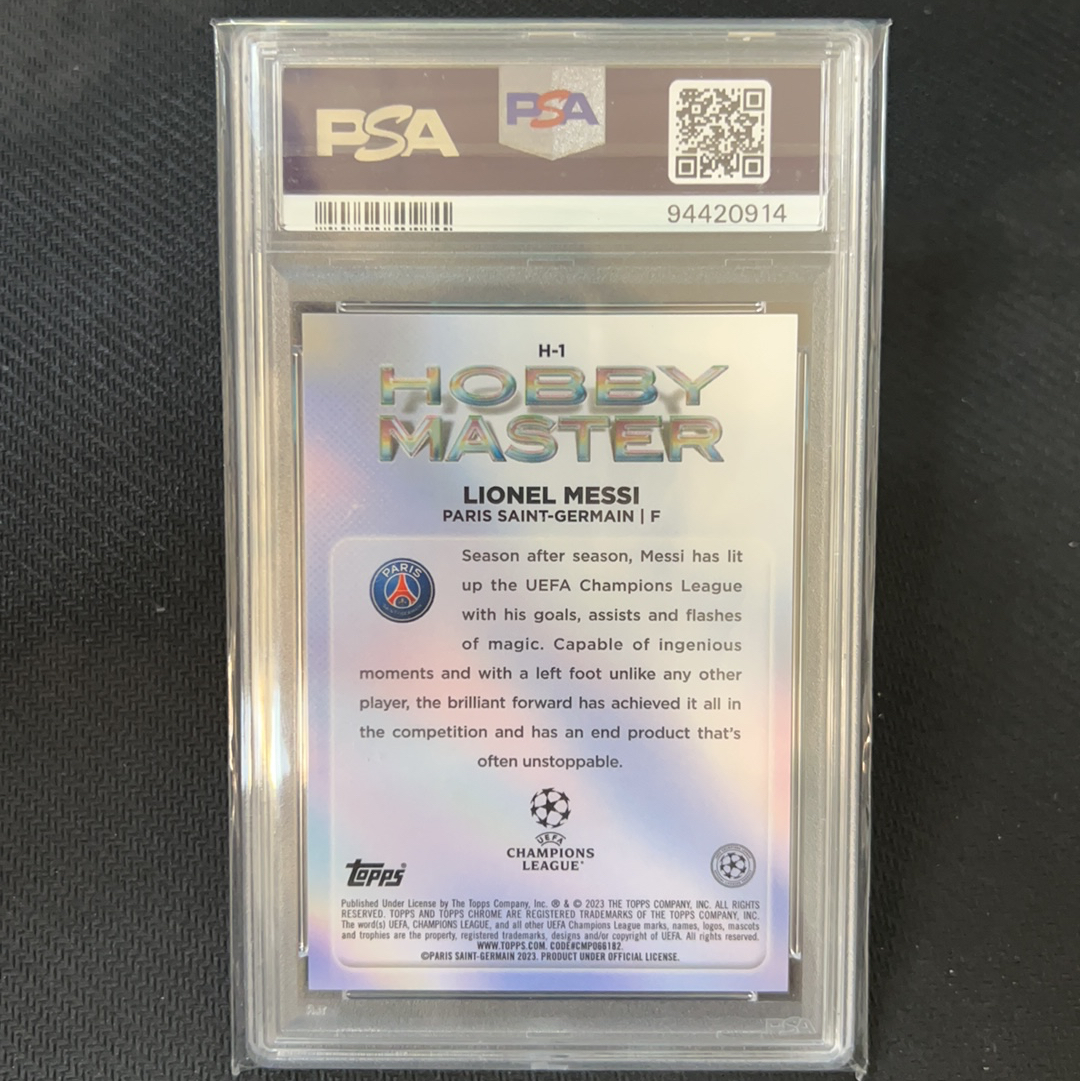 PSA
PSA
94420914
H-1
HOBBY
MASTER
LIONEL MESSI
PARIS SAINT-GERMAIN | F
PARIS
Season after season, Messi has lit
up the UEFA Champions League
with his goals, assists and flashes
of magic. Capable of ingenious
moments and with a left foot unlike any other
player, the brilliant forward has achieved it all in
the competition and has an end product that's
often unstoppable.
UEFA
CHAMPIONS
LEAGUE®
topps®
Published Under License by The Topps Company, Inc. ® & © 2023 THE TOPPS COMPANY, INC. ALL RIGHTS
RESERVED. TOPPS AND TOPPS CHROME ARE REGISTERED TRADEMARKS OF THE TOPPS COMPANY, INC.
The word(s) UEFA, CHAMPIONS LEAGUE, and all other UEFA Champions League marks, names, logos, mascots
and trophies are the property, registered trademarks, designs and/or copyright of UEFA. All rights reserved.
WWW.TOPPS.COM. CODE#CMP066182.
©PARIS SAINT-GERMAIN 2023. PRODUCT UNDER OFFICIAL LICENSE.
PSA